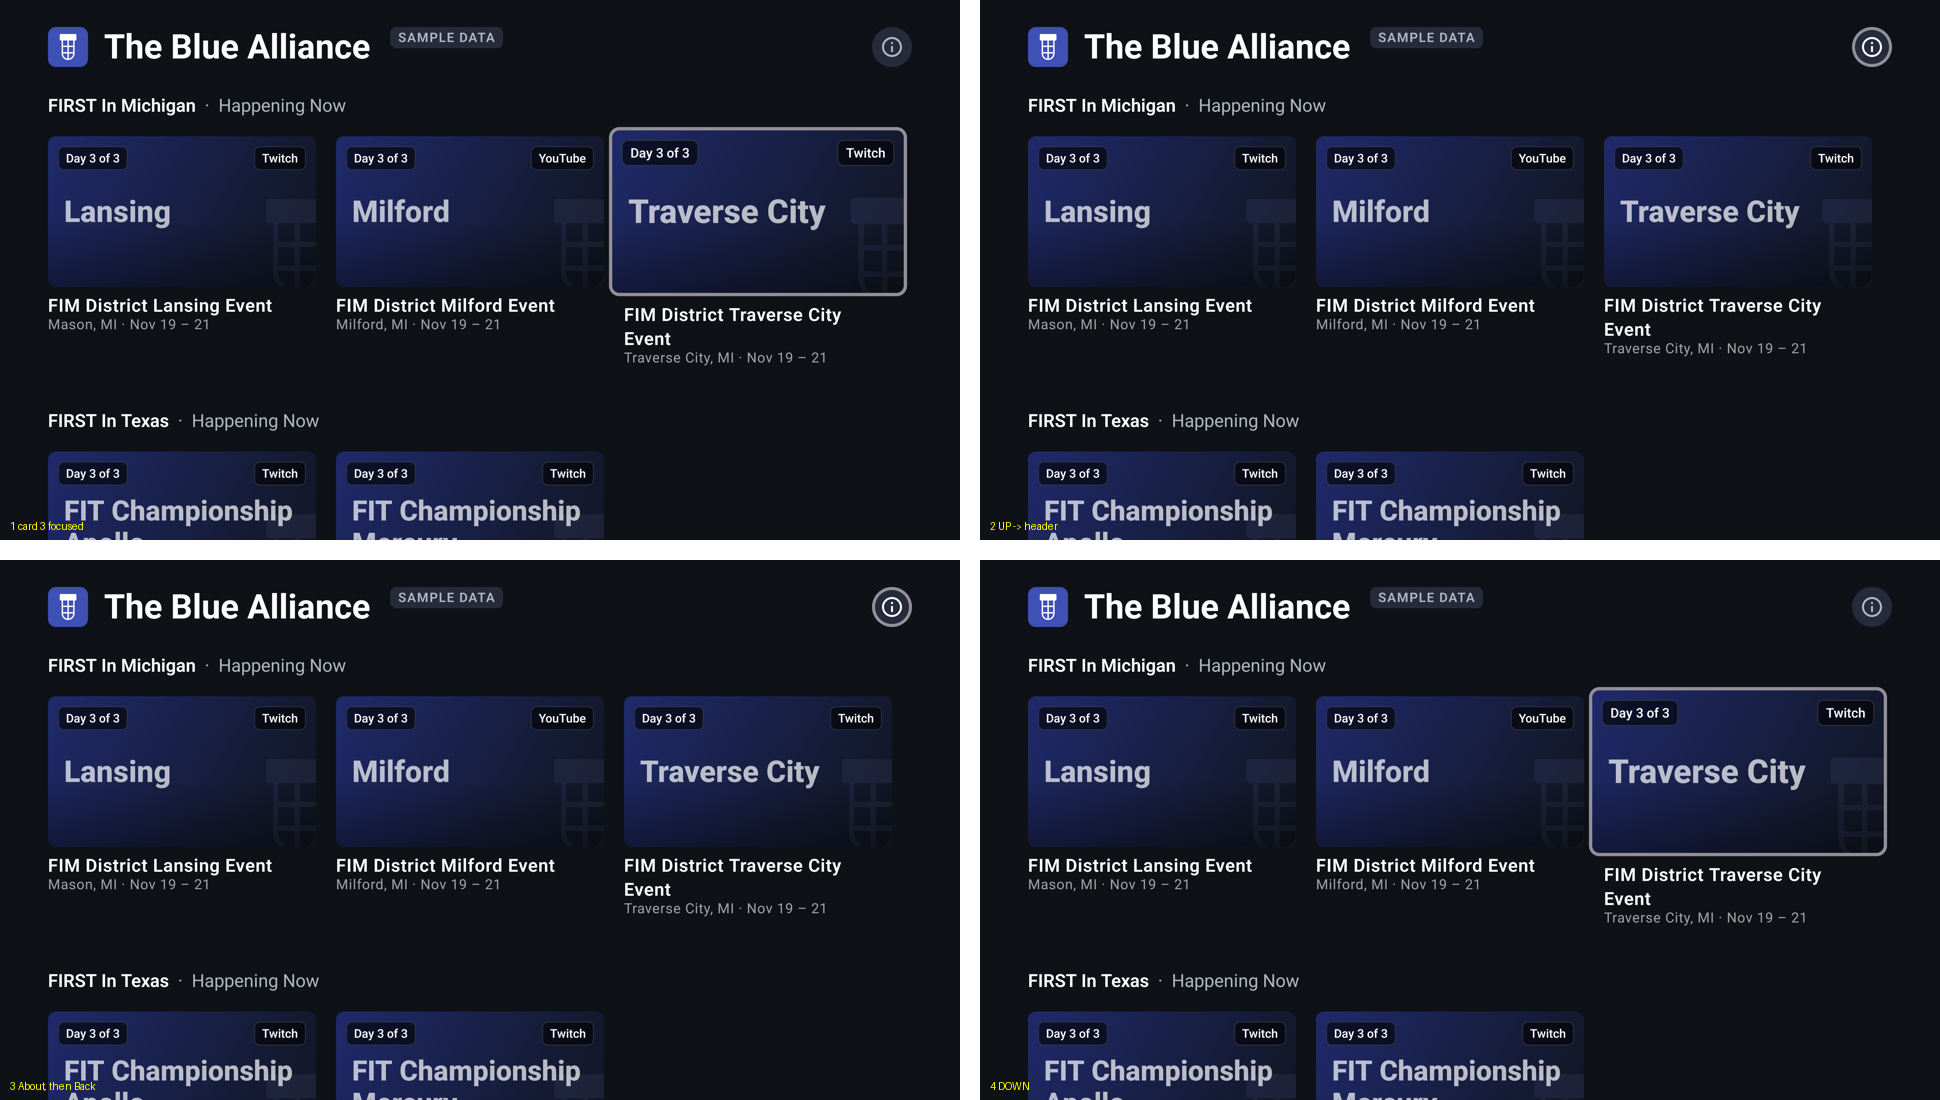 The Blue Alliance SAMPLE DATA
FIRST In Michigan · Happening Now
Day 3 of 3 Twitch
Lansing
FIM District Lansing Event
Mason, MI · Nov 19 – 21
Day 3 of 3 YouTube
Milford
FIM District Milford Event
Milford, MI · Nov 19 – 21
Day 3 of 3 Twitch
Traverse City
FIM District Traverse City
Event
Traverse City, MI · Nov 19 – 21
FIRST In Texas · Happening Now
Day 3 of 3 Twitch
FIT Championship
Apollo
Day 3 of 3 Twitch
FIT Championship
Mercury
1 card 3 focused
The Blue Alliance SAMPLE DATA
FIRST In Michigan · Happening Now
Day 3 of 3 Twitch
Lansing
FIM District Lansing Event
Mason, MI · Nov 19 – 21
Day 3 of 3 YouTube
Milford
FIM District Milford Event
Milford, MI · Nov 19 – 21
Day 3 of 3 Twitch
Traverse City
FIM District Traverse City
Event
Traverse City, MI · Nov 19 – 21
FIRST In Texas · Happening Now
Day 3 of 3 Twitch
FIT Championship
Apollo
Day 3 of 3 Twitch
FIT Championship
Mercury
2 UP -> header
The Blue Alliance SAMPLE DATA
FIRST In Michigan · Happening Now
Day 3 of 3 Twitch
Lansing
FIM District Lansing Event
Mason, MI · Nov 19 – 21
Day 3 of 3 YouTube
Milford
FIM District Milford Event
Milford, MI · Nov 19 – 21
Day 3 of 3 Twitch
Traverse City
FIM District Traverse City
Event
Traverse City, MI · Nov 19 – 21
FIRST In Texas · Happening Now
Day 3 of 3 Twitch
FIT Championship
Apollo
Day 3 of 3 Twitch
FIT Championship
Mercury
3 About, then Back
The Blue Alliance SAMPLE DATA
FIRST In Michigan · Happening Now
Day 3 of 3 Twitch
Lansing
FIM District Lansing Event
Mason, MI · Nov 19 – 21
Day 3 of 3 YouTube
Milford
FIM District Milford Event
Milford, MI · Nov 19 – 21
Day 3 of 3 Twitch
Traverse City
FIM District Traverse City
Event
Traverse City, MI · Nov 19 – 21
FIRST In Texas · Happening Now
Day 3 of 3 Twitch
FIT Championship
Apollo
Day 3 of 3 Twitch
FIT Championship
Mercury
4 DOWN